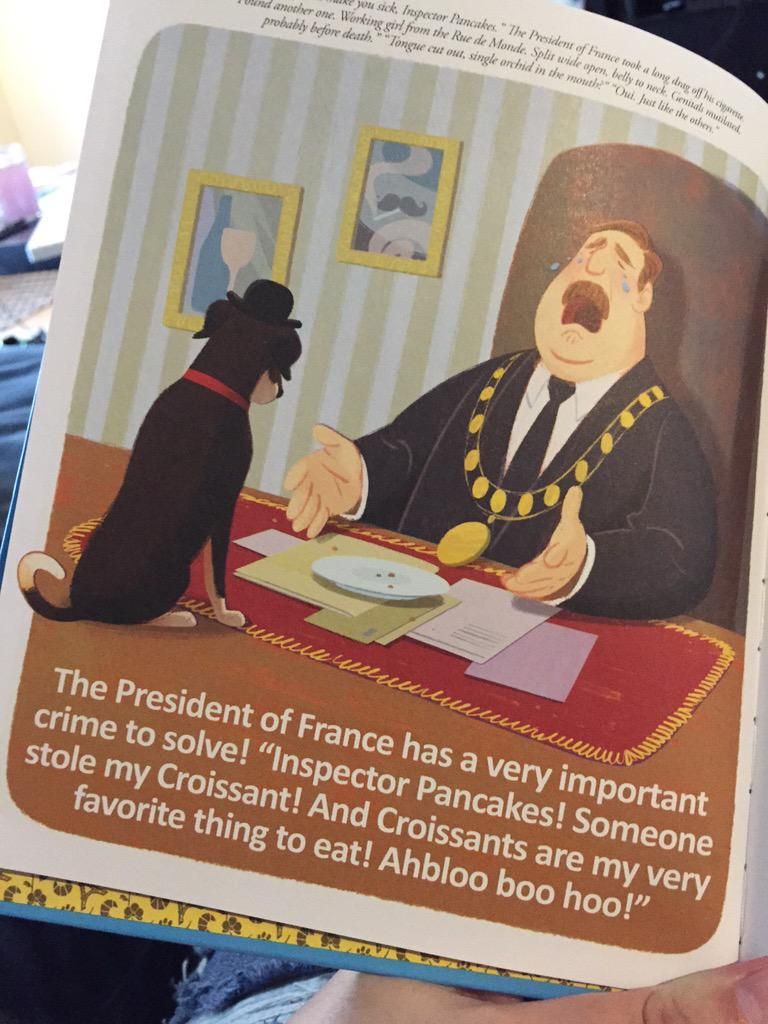 make you sick, Inspector Pancakes." The President of France took a long drag off his cigarette.
Found another one. Working girl from the Rue de Monde. Split wide open, belly to neck. Genitals mutilated,
probably before death." "Tongue cut out, single orchid in the mouth?" "Oui. Just like the others."
The President of France has a very important
crime to solve! “Inspector Pancakes! Someone
stole my Croissant! And Croissants are my very
favorite thing to eat! Ahbloo boo hoo!”